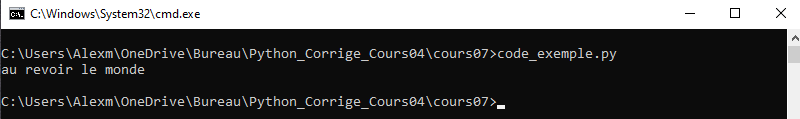 C:\Windows\System32\cmd.exe
C:\Users\Alexm\OneDrive\Bureau\Python_Corrige_Cours04\cours07>code_exemple.py
au revoir le monde
C:\Users\Alexm\OneDrive\Bureau\Python_Corrige_Cours04\cours07>